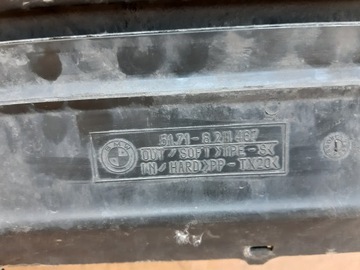 51.71-8 211 487
OUT/SOFT>TPE-S<
IN/HARD>PP-TX20<